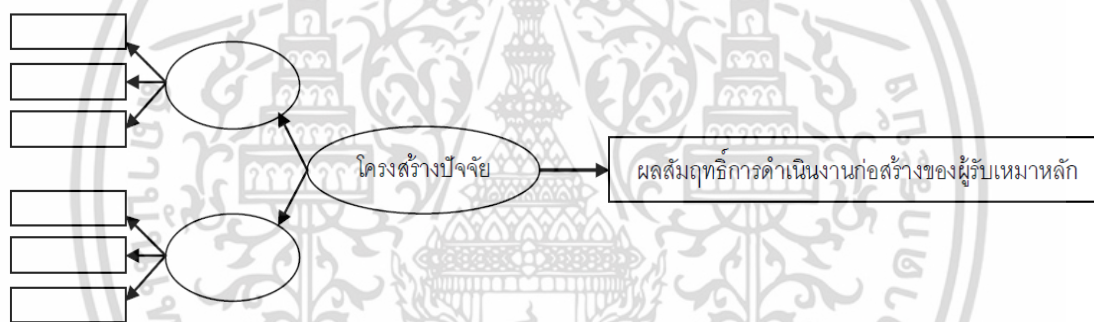 โครงสร้างปัจจัย
ผลสัมฤทธิ์การดำเนินงานก่อสร้างของผู้รับเหมาหลัก